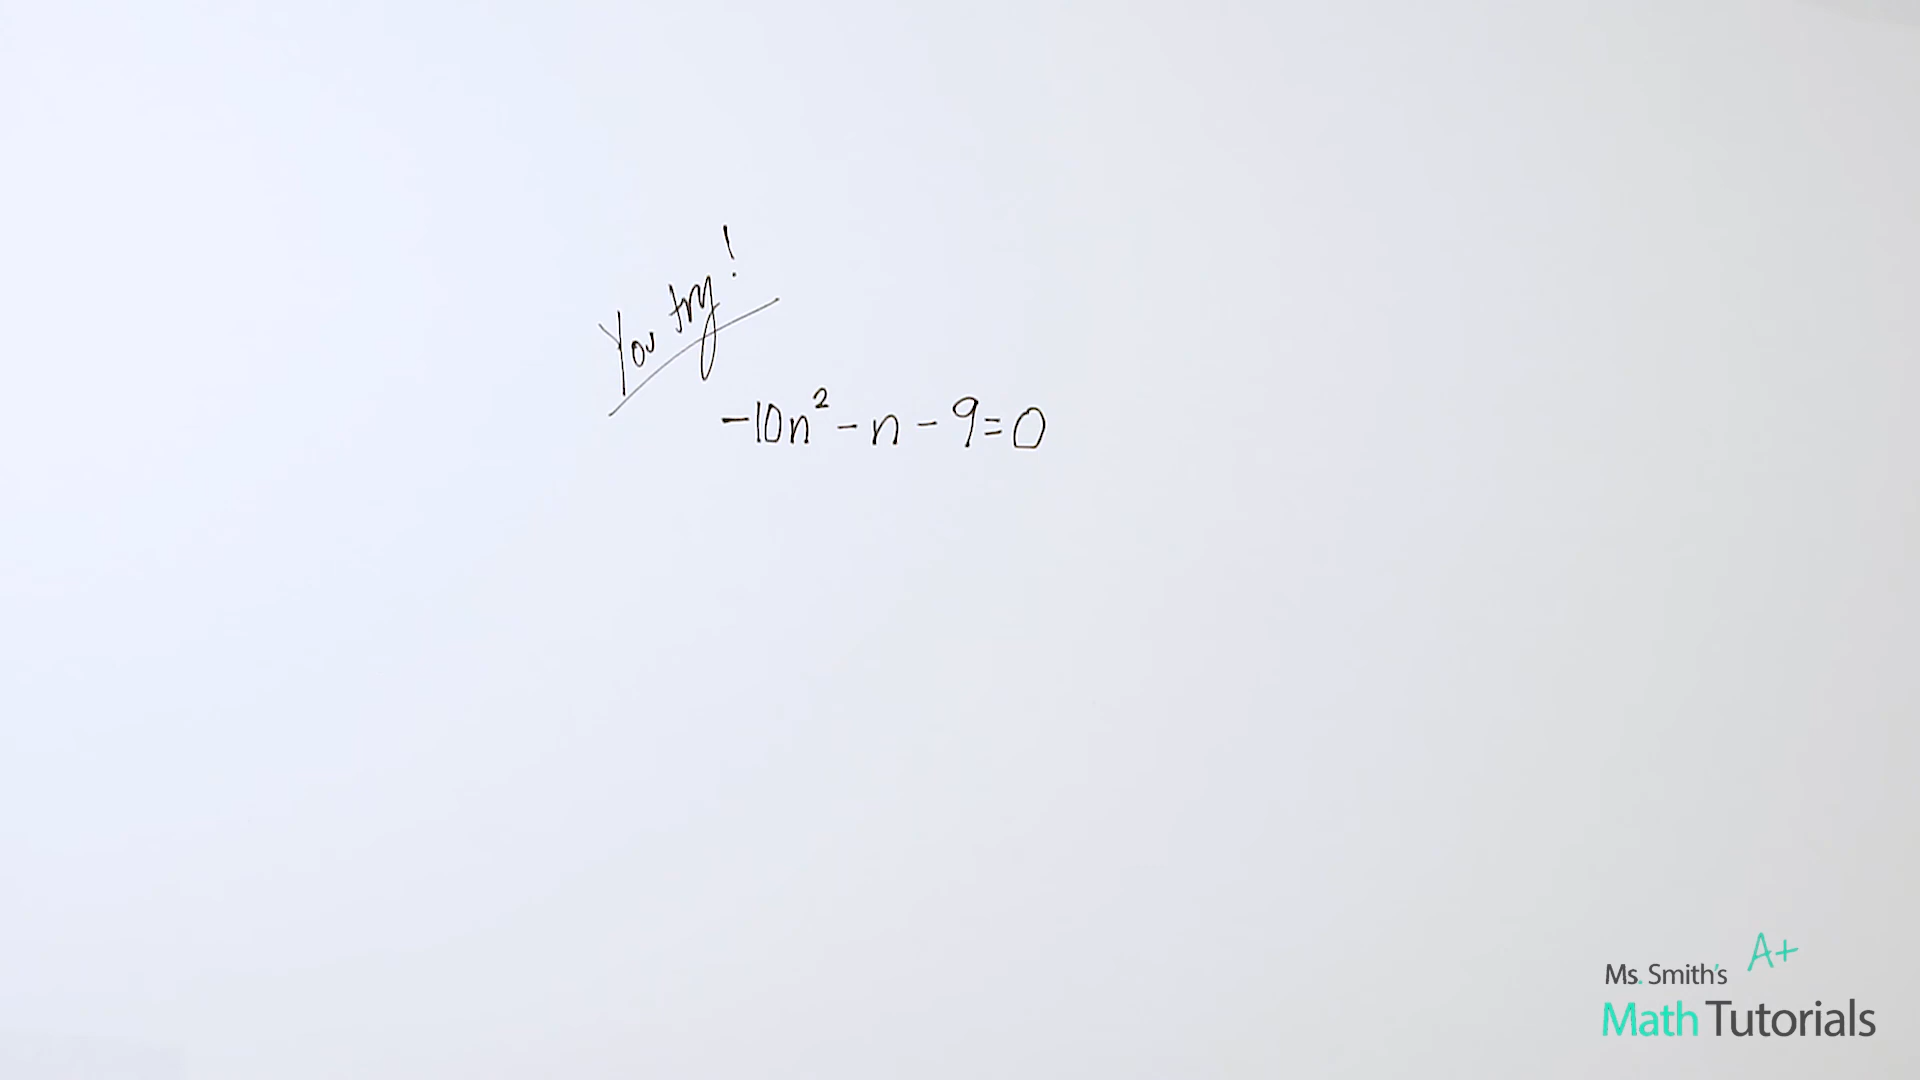 You try!
-10n² - n - 9 = 0
A+
Ms. Smith's
Math Tutorials